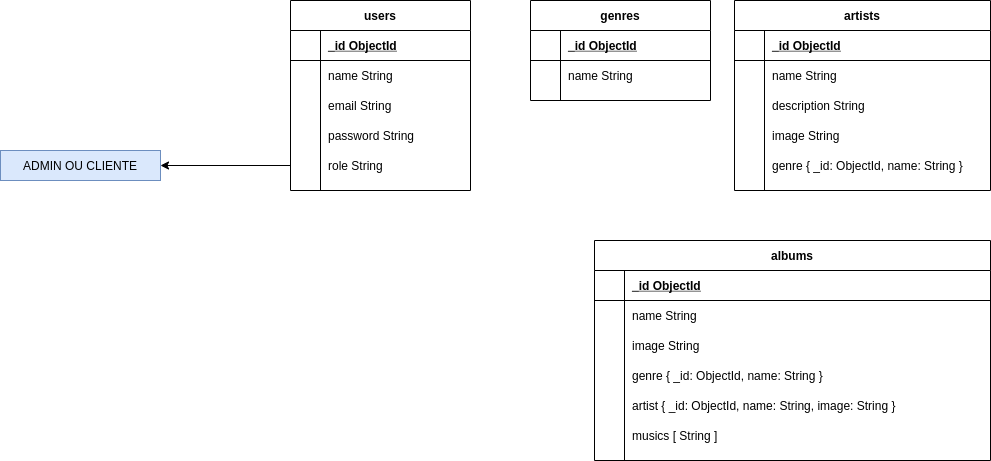 users
_id ObjectId
name String
email String
password String
role String
ADMIN OU CLIENTE
genres
_id ObjectId
name String
artists
_id ObjectId
name String
description String
image String
genre { _id: ObjectId, name: String }
albums
_id ObjectId
name String
image String
genre { _id: ObjectId, name: String }
artist { _id: ObjectId, name: String, image: String }
musics [ String ]